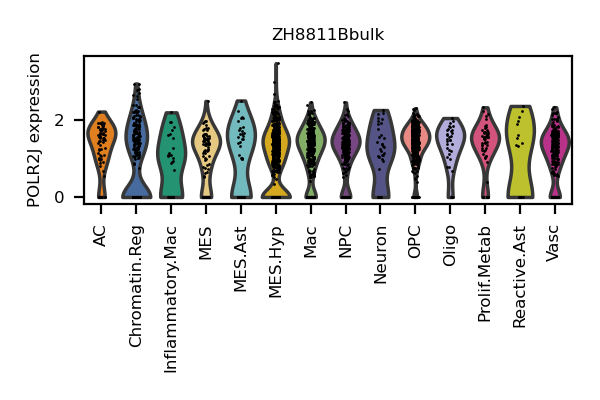 ZH8811Bbulk
POLR2J expression
2
0
AC
Chromatin.Reg
Inflammatory.Mac
MES
MES.Ast
MES.Hyp
Mac
NPC
Neuron
OPC
Oligo
Prolif.Metab
Reactive.Ast
Vasc